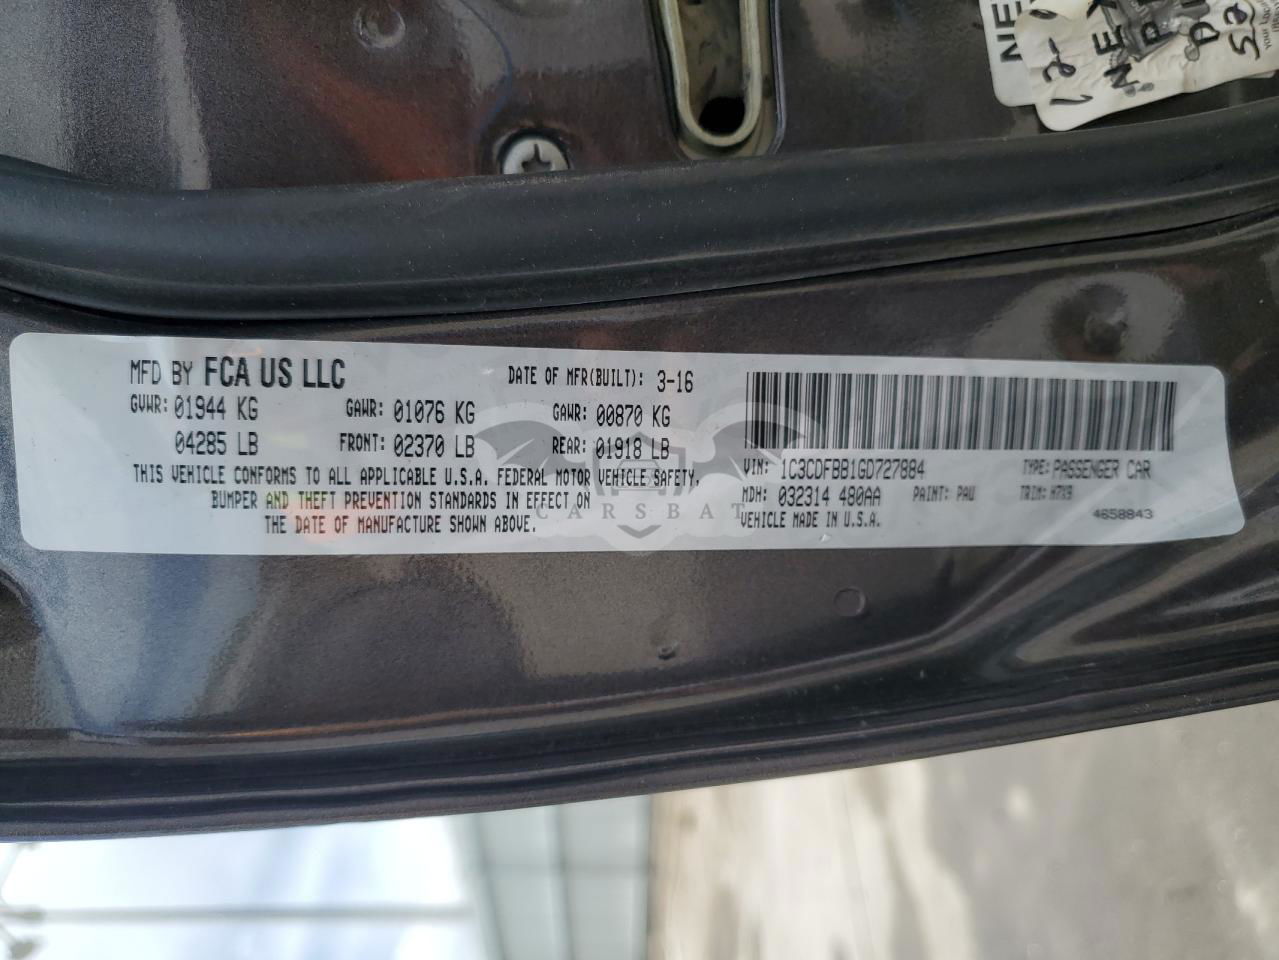 MFD BY FCA US LLC DATE OF MFR(BUILT): 3-16
GVWR: 01944 KG GAWR: 01076 KG GAWR: 00870 KG
04285 LB FRONT: 02370 LB REAR: 01918 LB
THIS VEHICLE CONFORMS TO ALL APPLICABLE U.S.A. FEDERAL MOTOR VEHICLE SAFETY,
BUMPER AND THEFT PREVENTION STANDARDS IN EFFECT ON
THE DATE OF MANUFACTURE SHOWN ABOVE.
VIN: 1C3CDFBB1GD727884 TYPE: PASSENGER CAR
MDH: 032314 480AA PAINT: PAU TRIM: H7X9
VEHICLE MADE IN U.S.A. 4658843
CARSBAT
NE